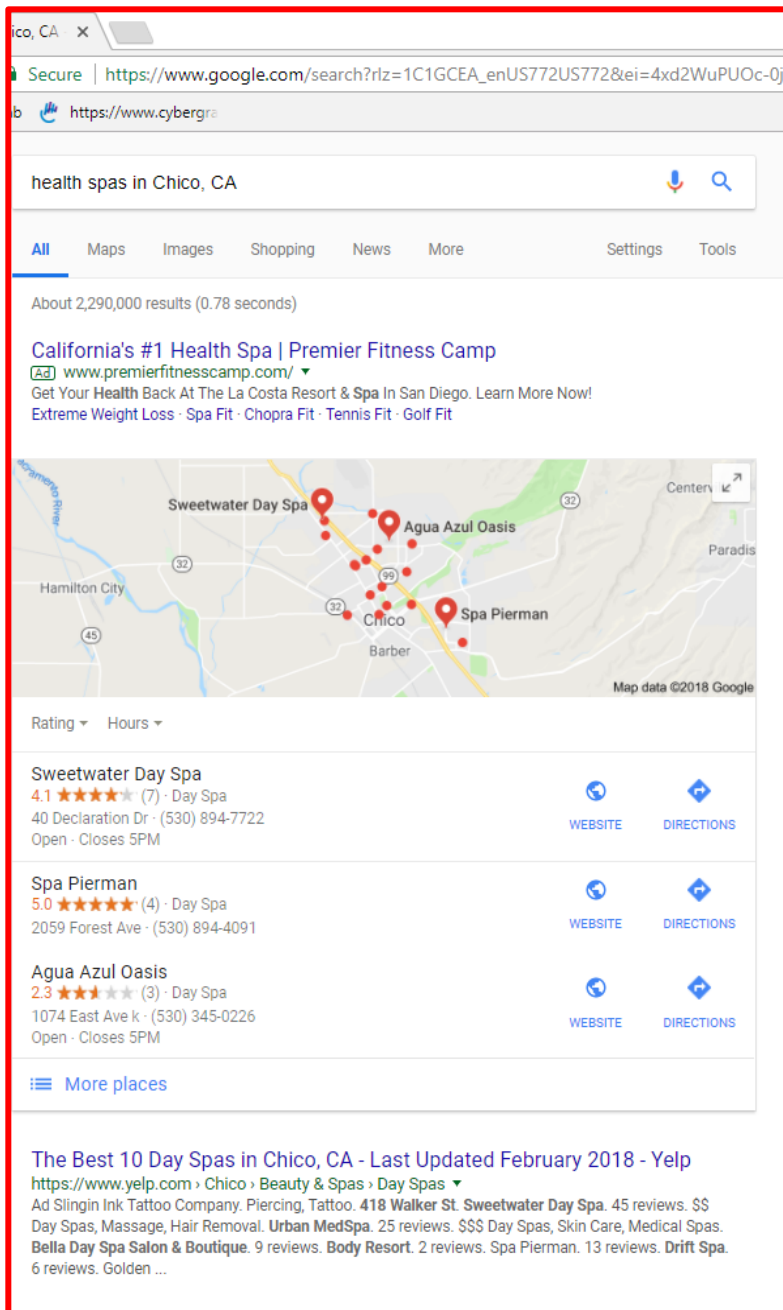 ico, CA
Secure | https://www.google.com/search?rlz=1C1GCEA_enUS772US772&ei=4xd2WuPUOc-0j
https://www.cybergra
health spas in Chico, CA
All Maps Images Shopping News More Settings Tools
About 2,290,000 results (0.78 seconds)
California's #1 Health Spa | Premier Fitness Camp
Ad www.premierfitnesscamp.com/
Get Your Health Back At The La Costa Resort & Spa In San Diego. Learn More Now!
Extreme Weight Loss · Spa Fit · Chopra Fit · Tennis Fit · Golf Fit
Sacramento River
Sweetwater Day Spa
32
Centerv
Agua Azul Oasis
Paradis
32
99
Hamilton City
32
Spa Pierman
Chico
45
Barber
Map data ©2018 Google
Rating Hours
Sweetwater Day Spa
4.1 (7) · Day Spa
40 Declaration Dr · (530) 894-7722
Open · Closes 5PM
WEBSITE DIRECTIONS
Spa Pierman
5.0 (4) · Day Spa
2059 Forest Ave · (530) 894-4091
WEBSITE DIRECTIONS
Agua Azul Oasis
2.3 (3) · Day Spa
1074 East Ave k · (530) 345-0226
Open · Closes 5PM
WEBSITE DIRECTIONS
More places
The Best 10 Day Spas in Chico, CA - Last Updated February 2018 - Yelp
https://www.yelp.com › Chico › Beauty & Spas › Day Spas
Ad Slingin Ink Tattoo Company. Piercing, Tattoo. 418 Walker St. Sweetwater Day Spa. 45 reviews. $$
Day Spas, Massage, Hair Removal. Urban MedSpa. 25 reviews. $$$ Day Spas, Skin Care, Medical Spas.
Bella Day Spa Salon & Boutique. 9 reviews. Body Resort. 2 reviews. Spa Pierman. 13 reviews. Drift Spa.
6 reviews. Golden ...